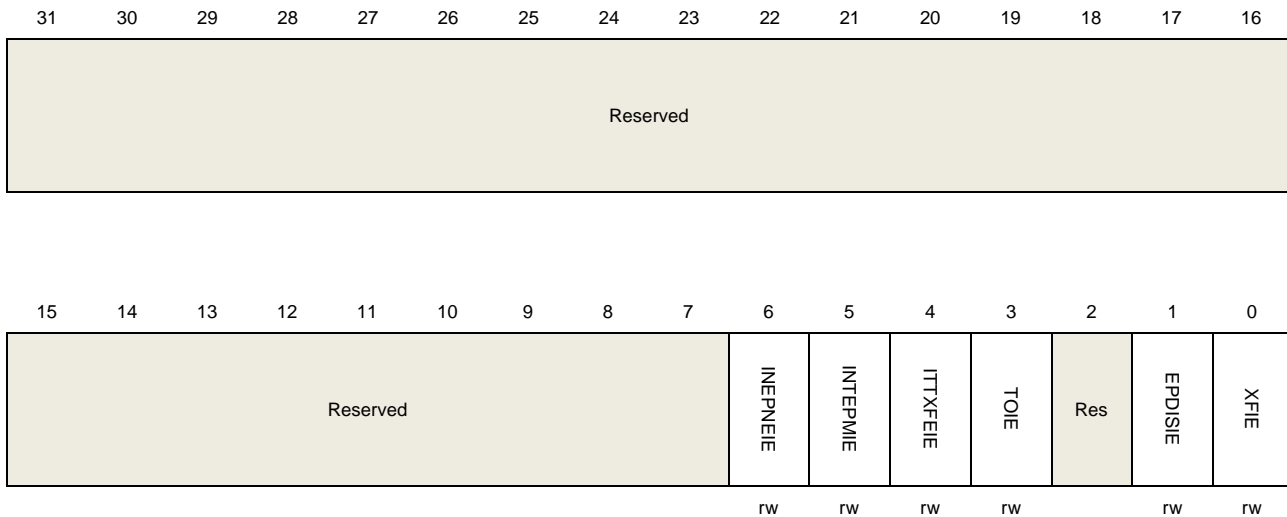 31 30 29 28 27 26 25 24 23 22 21 20 19 18 17 16
Reserved
15 14 13 12 11 10 9 8 7 6 5 4 3 2 1 0
Reserved INEPNEIE INTEPMIE ITTXFEIE TOIE Res EPDISIE XFIE
rw rw rw rw rw rw